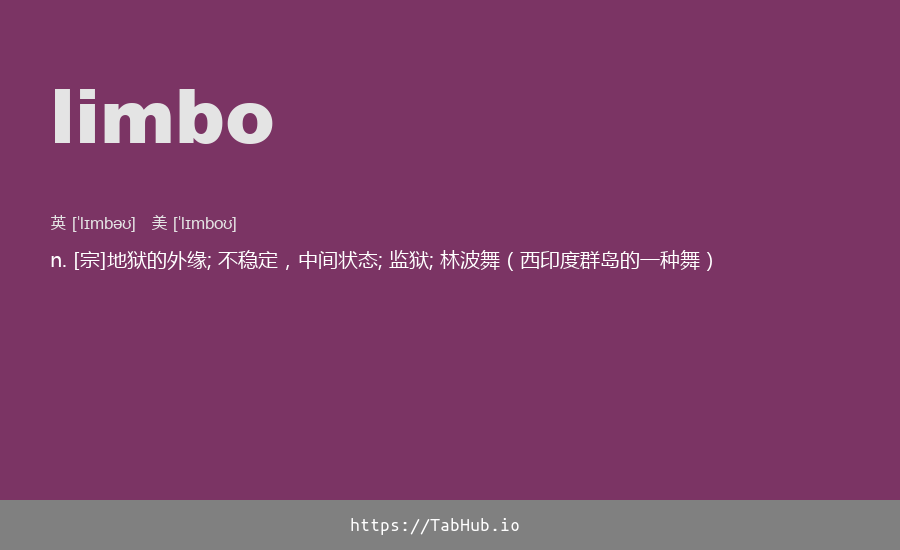 limbo
英 [ˈlɪmbəʊ] 美 [ˈlɪmboʊ]
n. [宗]地狱的外缘; 不稳定，中间状态; 监狱; 林波舞（西印度群岛的一种舞）
https://TabHub.io